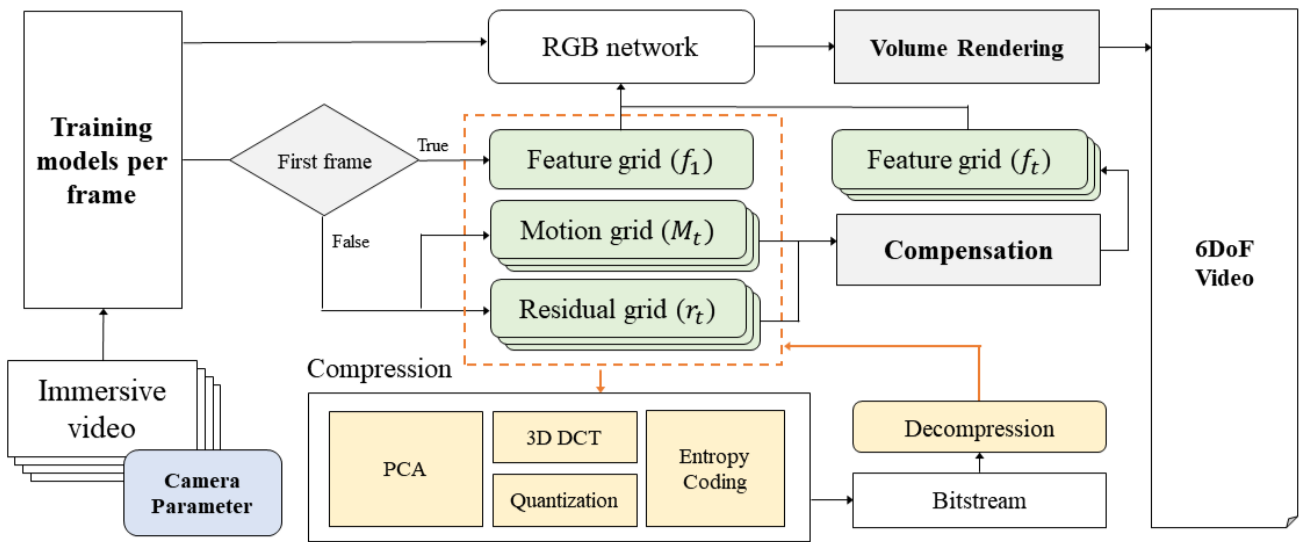 Training
models per
frame
RGB network
Volume Rendering
First frame
True
False
Feature grid (f₁)
Motion grid (Mₜ)
Residual grid (rₜ)
Feature grid (fₜ)
Compensation
6DoF
Video
Immersive
video
Camera
Parameter
Compression
PCA
3D DCT
Quantization
Entropy
Coding
Decompression
Bitstream